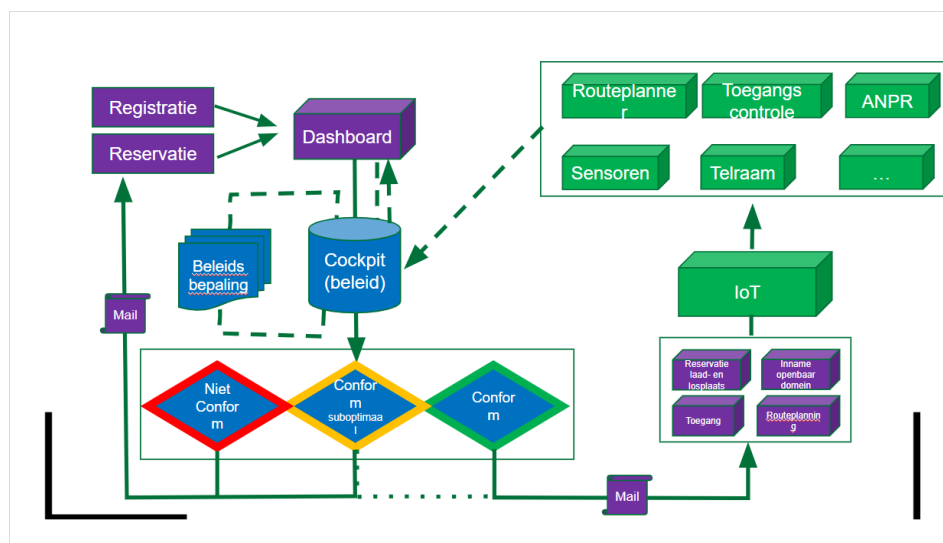 Registratie
Reservatie
Dashboard
Routeplanne
r
Toegangs
controle
ANPR
Sensoren
Telraam
...
Beleids
bepaling
Cockpit
(beleid)
IoT
Mail
Reservatie
laad- en
losplaats
Inname
openbaar
domein
Toegang
Routeplannin
g
Niet
Confor
m
Confor
m
suboptimaa
l
Confor
m
Mail